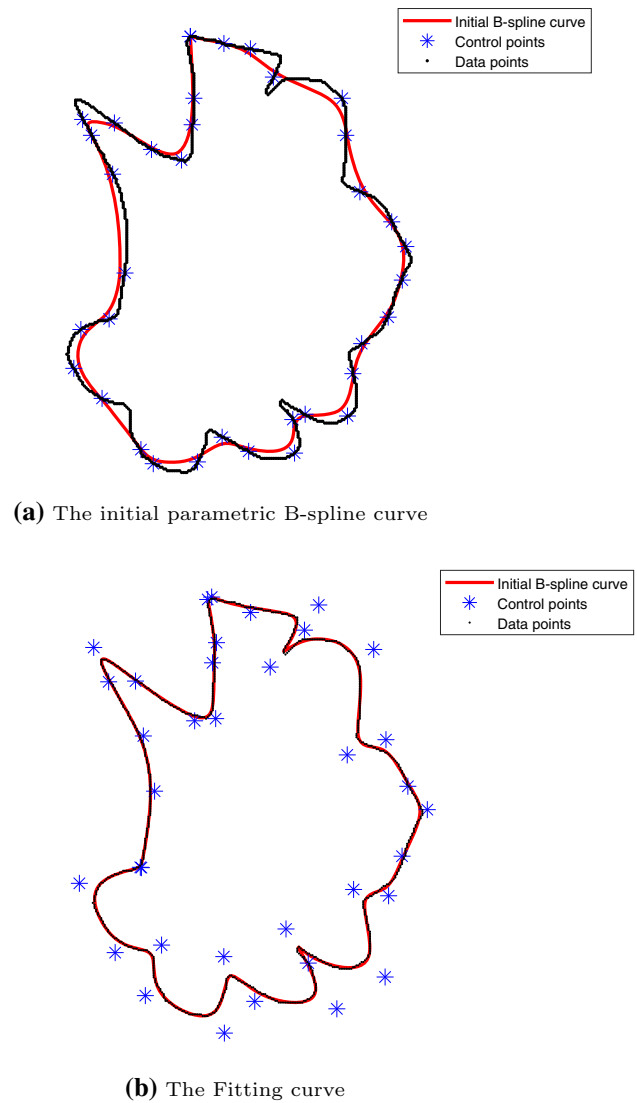 Initial B-spline curve
Control points
Data points
(a) The initial parametric B-spline curve
Initial B-spline curve
Control points
Data points
(b) The Fitting curve